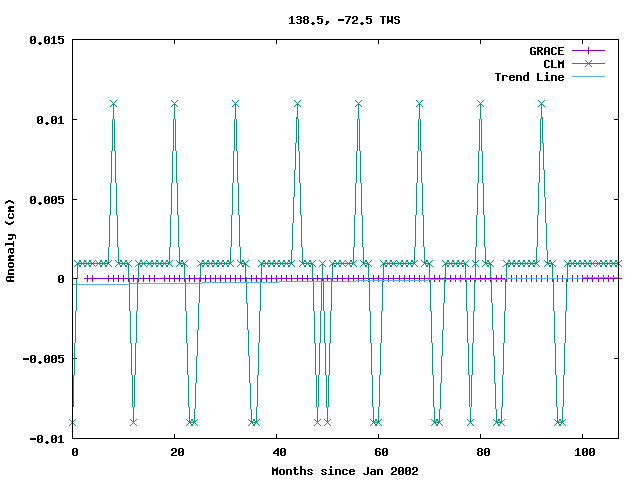 138.5, -72.5 TWS
GRACE
CLM
Trend Line
0.015
0.01
0.005
0
-0.005
-0.01
Anomaly (cm)
0 20 40 60 80 100
Months since Jan 2002